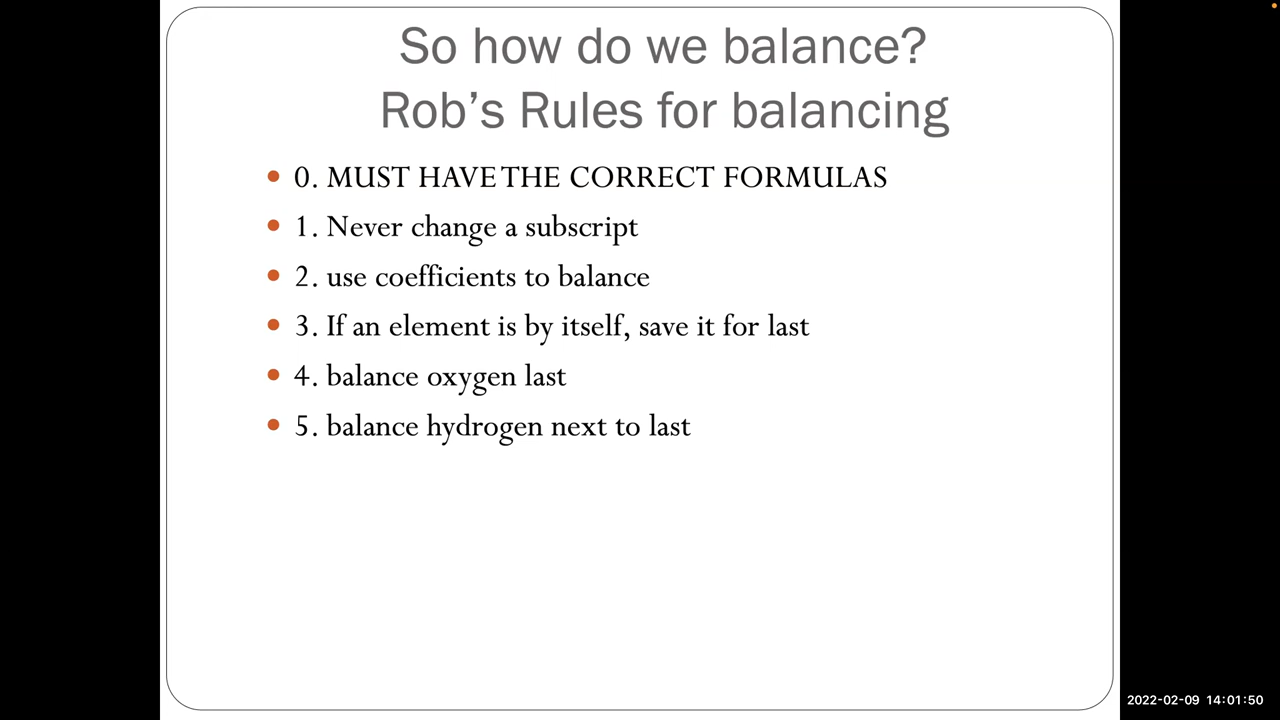 So how do we balance?
Rob’s Rules for balancing
• 0. MUST HAVE THE CORRECT FORMULAS
• 1. Never change a subscript
• 2. use coefficients to balance
• 3. If an element is by itself, save it for last
• 4. balance oxygen last
• 5. balance hydrogen next to last
2022-02-09 14:01:50